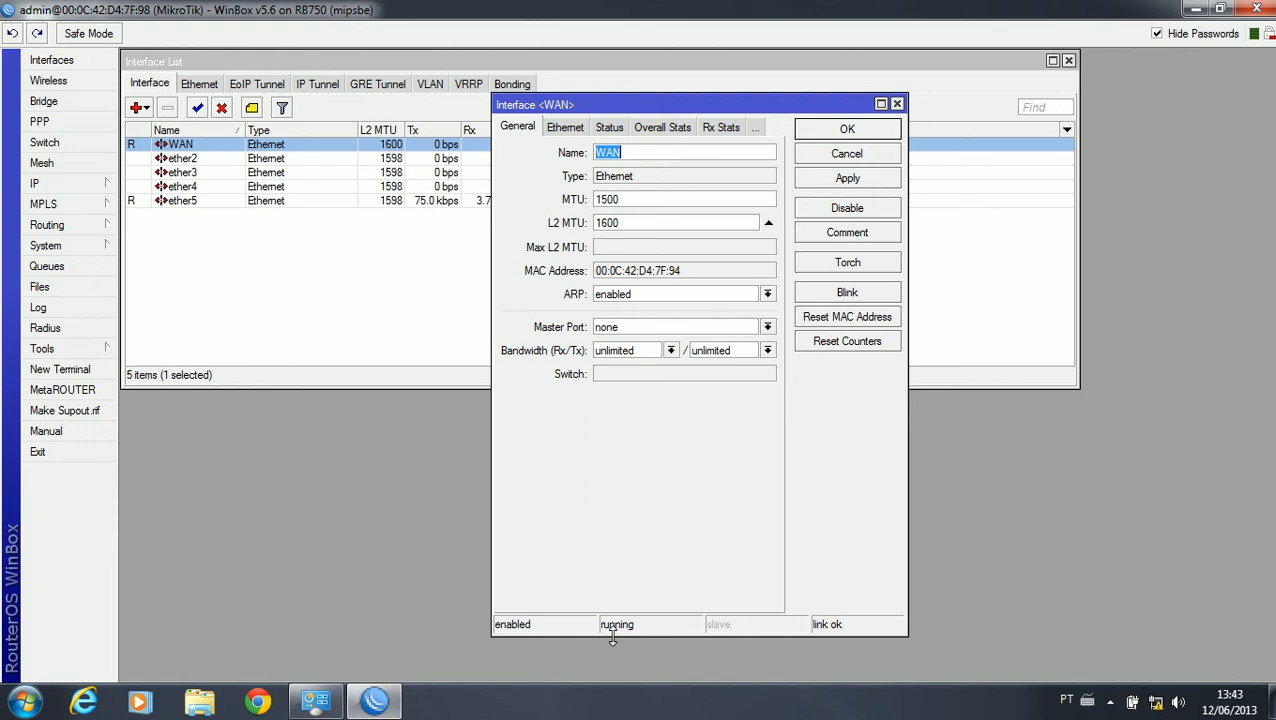 admin@00:0C:42:D4:7F:98 (MikroTik) - WinBox v5.6 on RB750 (mipsbe)
Safe Mode
Hide Passwords
Interfaces
Wireless
Bridge
PPP
Switch
Mesh
IP
MPLS
Routing
System
Queues
Files
Log
Radius
Tools
New Terminal
MetaROUTER
Make Supout.rif
Manual
Exit
RouterOS WinBox
Interface List
Interface Ethernet EoIP Tunnel IP Tunnel GRE Tunnel VLAN VRRP Bonding
Find
Name / Type L2 MTU Tx Rx
R WAN Ethernet 1600 0 bps
ether2 Ethernet 1598 0 bps
ether3 Ethernet 1598 0 bps
ether4 Ethernet 1598 0 bps
R ether5 Ethernet 1598 75.0 kbps 3.7
5 items (1 selected)
Interface <WAN>
General Ethernet Status Overall Stats Rx Stats ...
Name: WAN
Type: Ethernet
MTU: 1500
L2 MTU: 1600
Max L2 MTU:
MAC Address: 00:0C:42:D4:7F:94
ARP: enabled
Master Port: none
Bandwidth (Rx/Tx): unlimited / unlimited
Switch:
OK
Cancel
Apply
Disable
Comment
Torch
Blink
Reset MAC Address
Reset Counters
enabled running slave link ok
PT
13:43
12/06/2013